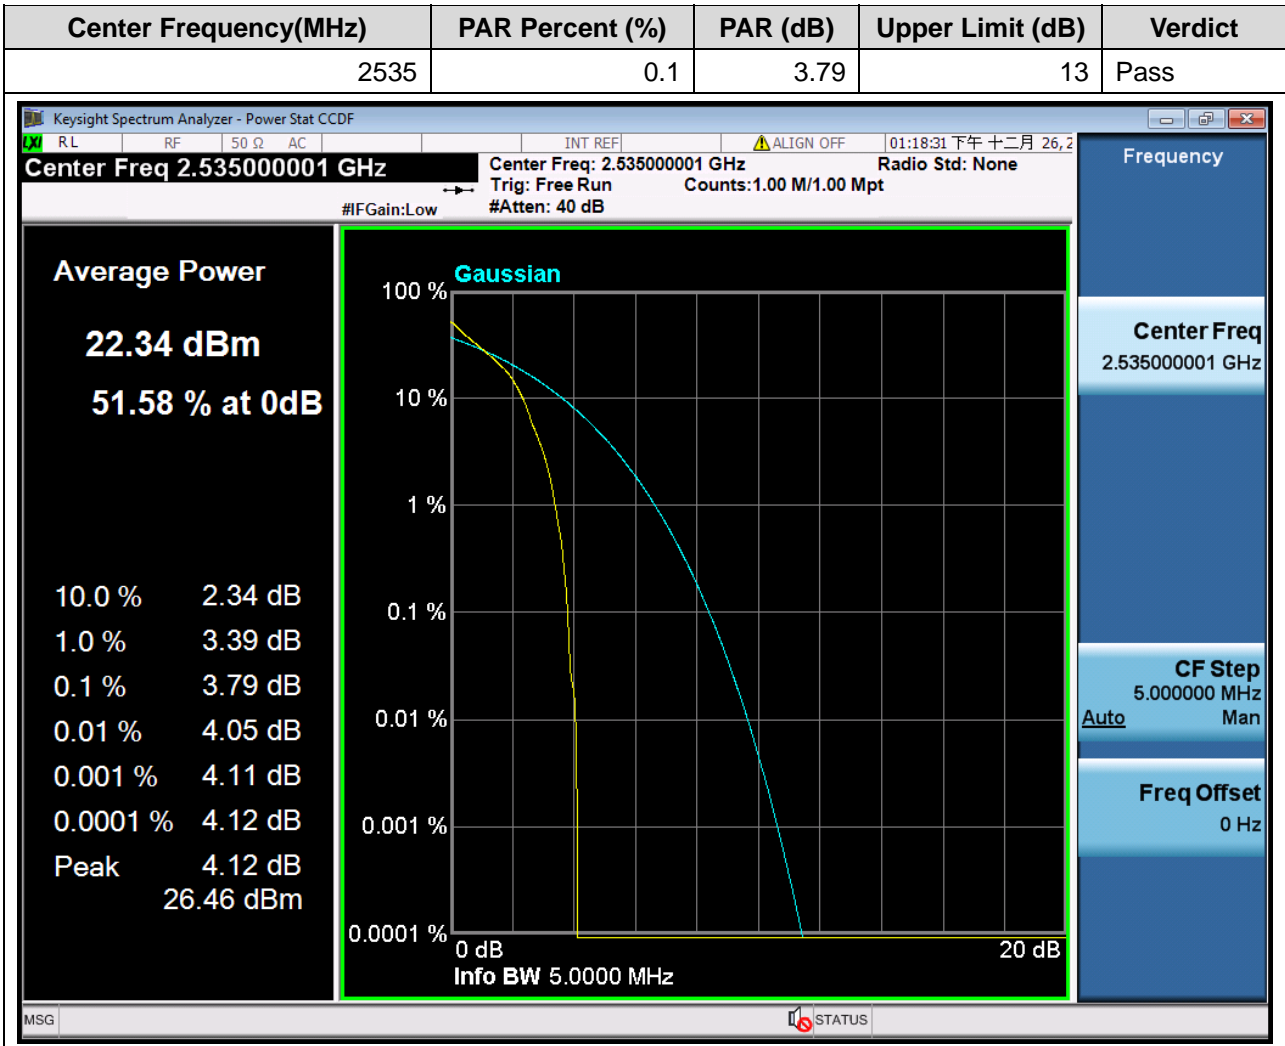 Center Frequency(MHz) PAR Percent (%) PAR (dB) Upper Limit (dB) Verdict
2535 0.1 3.79 13 Pass
Keysight Spectrum Analyzer - Power Stat CCDF
LXI RL RF 50 Ω AC INT REF ALIGN OFF 01:18:31 下午 十二月 26, 2
Center Freq 2.535000001 GHz
Center Freq: 2.535000001 GHz Radio Std: None
Trig: Free Run Counts:1.00 M/1.00 Mpt
#IFGain:Low #Atten: 40 dB
Frequency
Average Power
22.34 dBm
51.58 % at 0dB
10.0 % 2.34 dB
1.0 % 3.39 dB
0.1 % 3.79 dB
0.01 % 4.05 dB
0.001 % 4.11 dB
0.0001 % 4.12 dB
Peak 4.12 dB
26.46 dBm
Gaussian
100 %
10 %
1 %
0.1 %
0.01 %
0.001 %
0.0001 %
0 dB 20 dB
Info BW 5.0000 MHz
Center Freq
2.535000001 GHz
CF Step
5.000000 MHz
Auto Man
Freq Offset
0 Hz
MSG STATUS